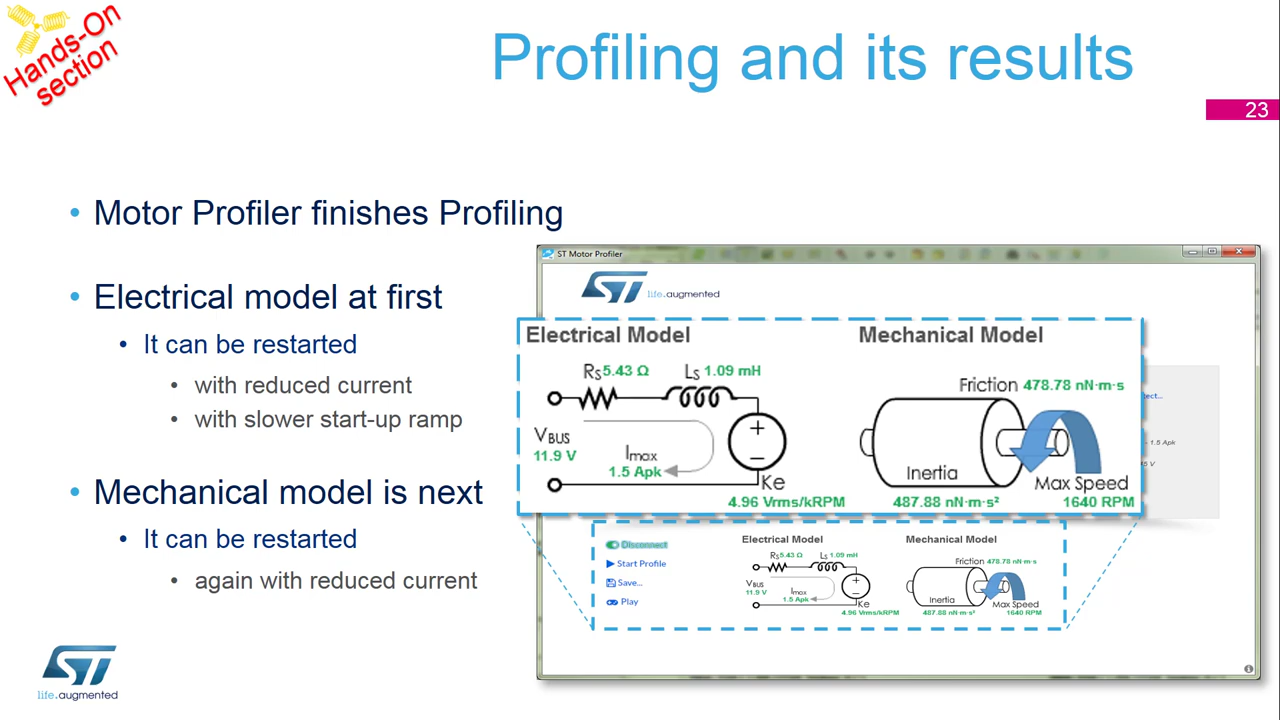 Hands-On
section
Profiling and its results
23
• Motor Profiler finishes Profiling
• Electrical model at first
• It can be restarted
• with reduced current
• with slower start-up ramp
• Mechanical model is next
• It can be restarted
• again with reduced current
ST life.augmented
ST Motor Profiler
ST life.augmented
Electrical Model
Mechanical Model
Rs 5.43 Ω
Ls 1.09 mH
Friction 478.78 nN·m·s
VBUS
11.9 V
Imax
1.5 Apk
+
−
Ke
4.96 Vrms/kRPM
Inertia
487.88 nN·m·s²
Max Speed
1640 RPM
- 1.5 Apk
Disconnect
Start Profile
Save...
Play
Electrical Model
Mechanical Model
Rs 5.43 Ω
Ls 1.09 mH
Friction 478.78 nN·m·s
VBUS
11.9 V
Imax
1.5 Apk
+
−
Ke
4.96 Vrms/kRPM
Inertia
487.88 nN·m·s²
Max Speed
1640 RPM